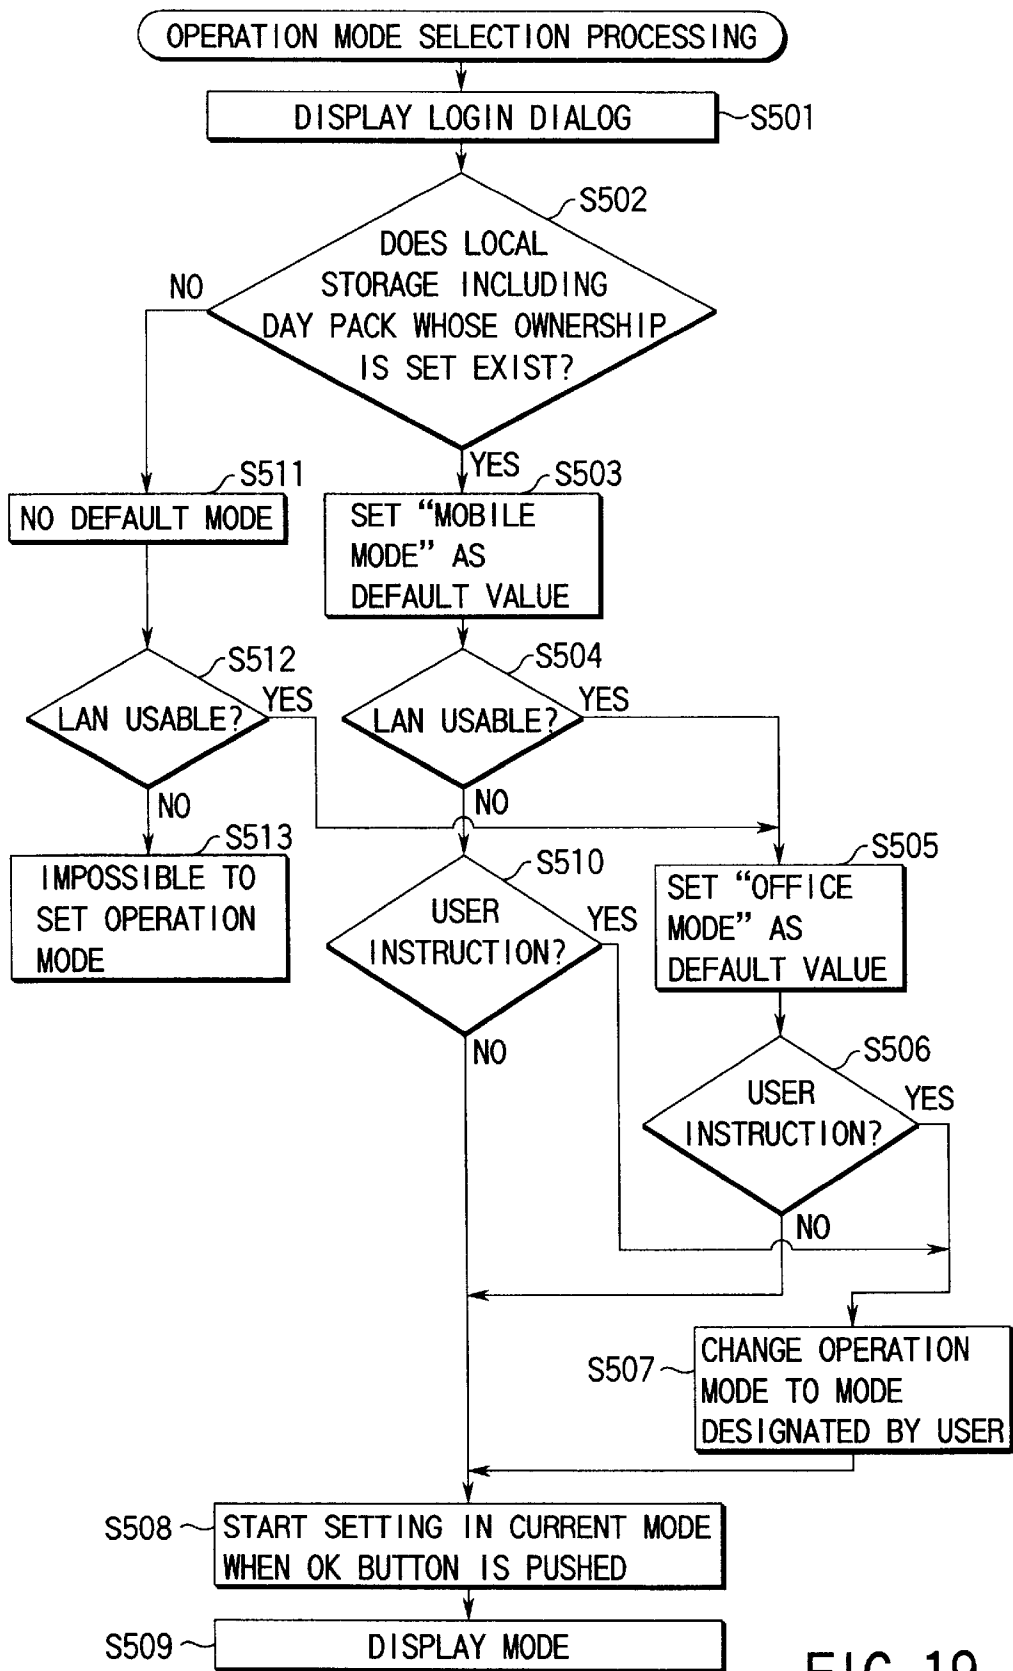 OPERATION MODE SELECTION PROCESSING
DISPLAY LOGIN DIALOG
S501
S502
DOES LOCAL
STORAGE INCLUDING
DAY PACK WHOSE OWNERSHIP
IS SET EXIST?
NO
YES
S511
NO DEFAULT MODE
S503
SET “MOBILE
MODE” AS
DEFAULT VALUE
S512
LAN USABLE?
YES
NO
S504
LAN USABLE?
YES
NO
S513
IMPOSSIBLE TO
SET OPERATION
MODE
S510
USER
INSTRUCTION?
YES
NO
S505
SET “OFFICE
MODE” AS
DEFAULT VALUE
S506
USER
INSTRUCTION?
YES
NO
S507
CHANGE OPERATION
MODE TO MODE
DESIGNATED BY USER
S508
START SETTING IN CURRENT MODE
WHEN OK BUTTON IS PUSHED
S509
DISPLAY MODE
FIG. 19